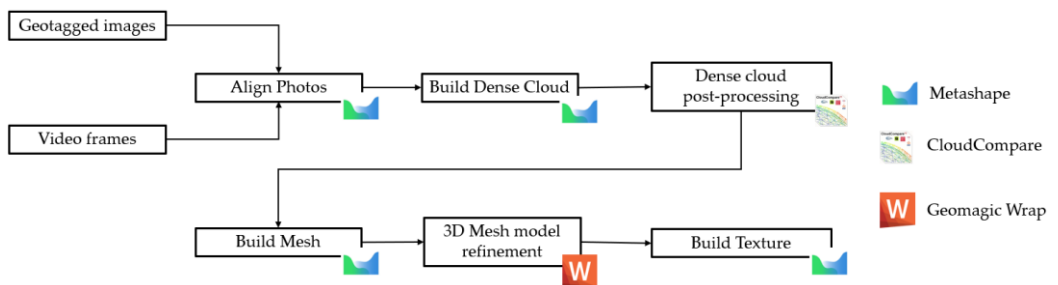 Geotagged images
Align Photos
Build Dense Cloud
Dense cloud
post-processing
Video frames
Build Mesh
3D Mesh model
refinement
W
Build Texture
Metashape
CloudCompare
W
Geomagic Wrap